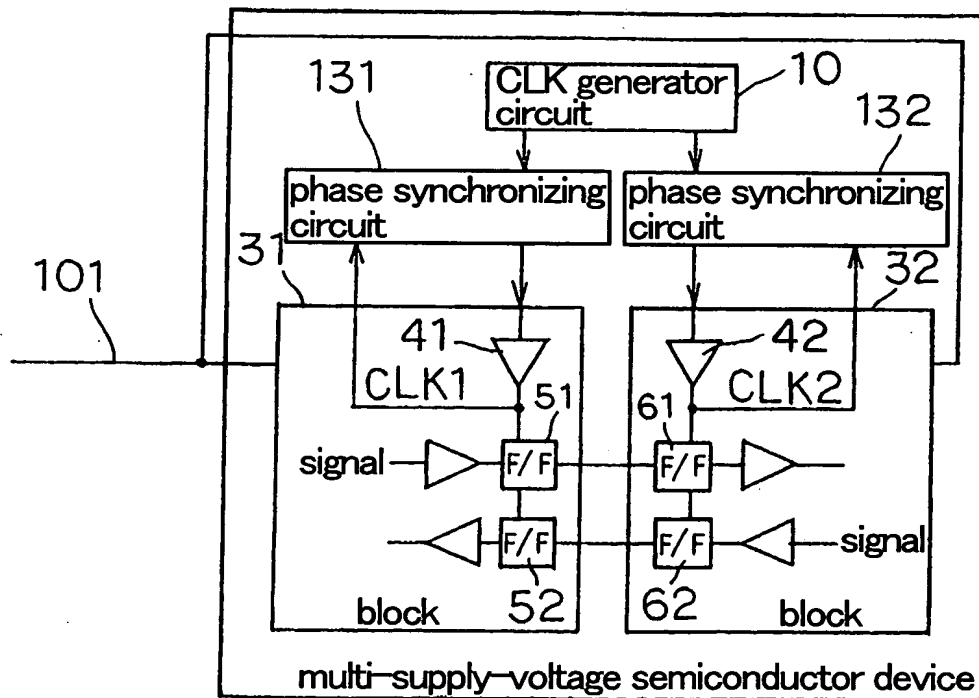 131
CLK generator
circuit
10
132
phase synchronizing
circuit
phase synchronizing
circuit
101
31
32
41
42
CLK1
CLK2
51
61
signal
F/F
F/F
F/F
F/F
signal
52
62
block
block
multi-supply-voltage semiconductor device